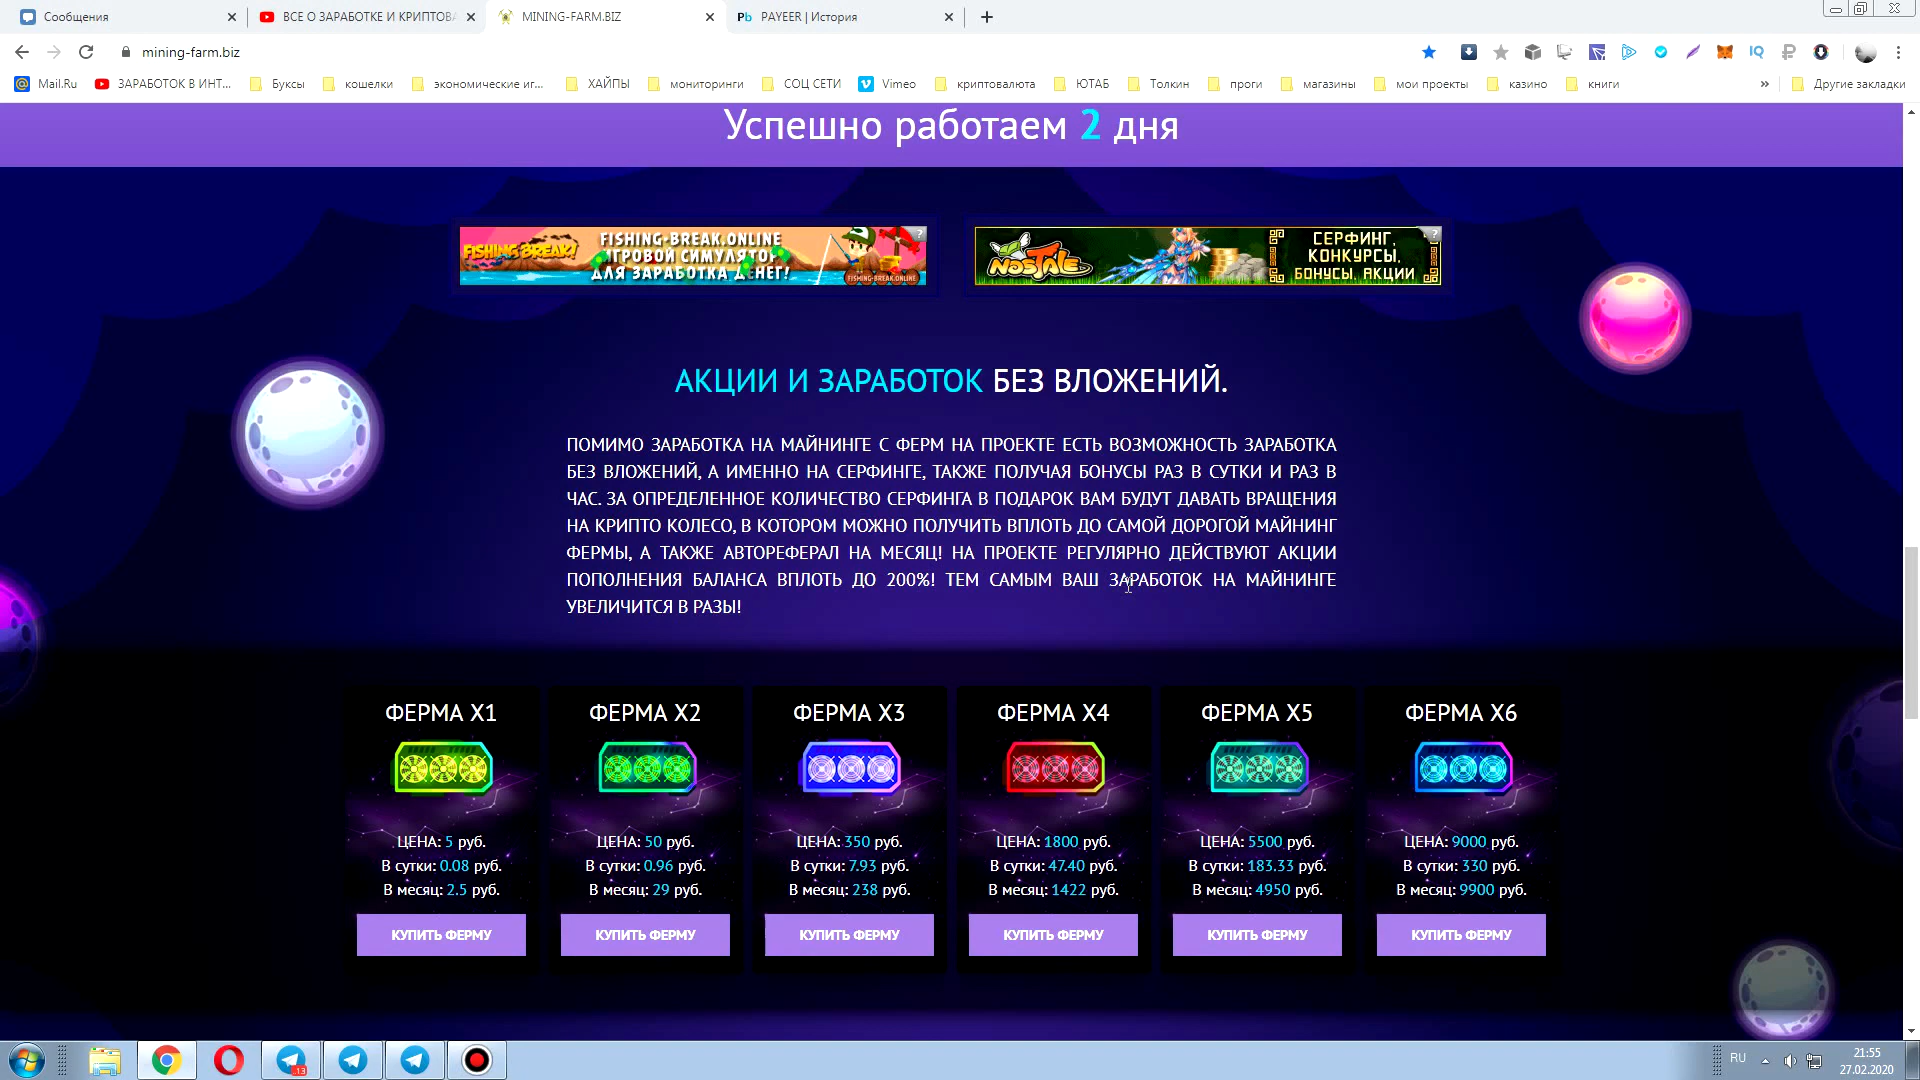 Сообщения
ВСЕ О ЗАРАБОТКЕ И КРИПТОВА
MINING-FARM.BIZ
Pb PAYEER | История
mining-farm.biz
Mail.Ru
ЗАРАБОТОК В ИНТ...
Буксы
кошелки
экономические иг...
ХАЙПЫ
мониторинги
СОЦ СЕТИ
Vimeo
криптовалюта
ЮТАБ
Толкин
проги
магазины
мои проекты
казино
книги
»
Другие закладки
Успешно работаем 2 дня
FISHING BREAK!
FISHING-BREAK.ONLINE
ИГРОВОЙ СИМУЛЯТОР
ДЛЯ ЗАРАБОТКА ДЕНЕГ!
FISHING-BREAK.ONLINE
?
NOSTALE
СЕРФИНГ,
КОНКУРСЫ,
БОНУСЫ, АКЦИИ
?
АКЦИИ И ЗАРАБОТОК БЕЗ ВЛОЖЕНИЙ.
ПОМИМО ЗАРАБОТКА НА МАЙНИНГЕ С ФЕРМ НА ПРОЕКТЕ ЕСТЬ ВОЗМОЖНОСТЬ ЗАРАБОТКА
БЕЗ ВЛОЖЕНИЙ, А ИМЕННО НА СЕРФИНГЕ, ТАКЖЕ ПОЛУЧАЯ БОНУСЫ РАЗ В СУТКИ И РАЗ В
ЧАС. ЗА ОПРЕДЕЛЕННОЕ КОЛИЧЕСТВО СЕРФИНГА В ПОДАРОК ВАМ БУДУТ ДАВАТЬ ВРАЩЕНИЯ
НА КРИПТО КОЛЕСО, В КОТОРОМ МОЖНО ПОЛУЧИТЬ ВПЛОТЬ ДО САМОЙ ДОРОГОЙ МАЙНИНГ
ФЕРМЫ, А ТАКЖЕ АВТОРЕФЕРАЛ НА МЕСЯЦ! НА ПРОЕКТЕ РЕГУЛЯРНО ДЕЙСТВУЮТ АКЦИИ
ПОПОЛНЕНИЯ БАЛАНСА ВПЛОТЬ ДО 200%! ТЕМ САМЫМ ВАШ ЗАРАБОТОК НА МАЙНИНГЕ
УВЕЛИЧИТСЯ В РАЗЫ!
ФЕРМА X1
ЦЕНА: 5 руб.
В сутки: 0.08 руб.
В месяц: 2.5 руб.
КУПИТЬ ФЕРМУ
ФЕРМА X2
ЦЕНА: 50 руб.
В сутки: 0.96 руб.
В месяц: 29 руб.
КУПИТЬ ФЕРМУ
ФЕРМА X3
ЦЕНА: 350 руб.
В сутки: 7.93 руб.
В месяц: 238 руб.
КУПИТЬ ФЕРМУ
ФЕРМА X4
ЦЕНА: 1800 руб.
В сутки: 47.40 руб.
В месяц: 1422 руб.
КУПИТЬ ФЕРМУ
ФЕРМА X5
ЦЕНА: 5500 руб.
В сутки: 183.33 руб.
В месяц: 4950 руб.
КУПИТЬ ФЕРМУ
ФЕРМА X6
ЦЕНА: 9000 руб.
В сутки: 330 руб.
В месяц: 9900 руб.
КУПИТЬ ФЕРМУ
IQ
.13
RU
21:55
27.02.2020